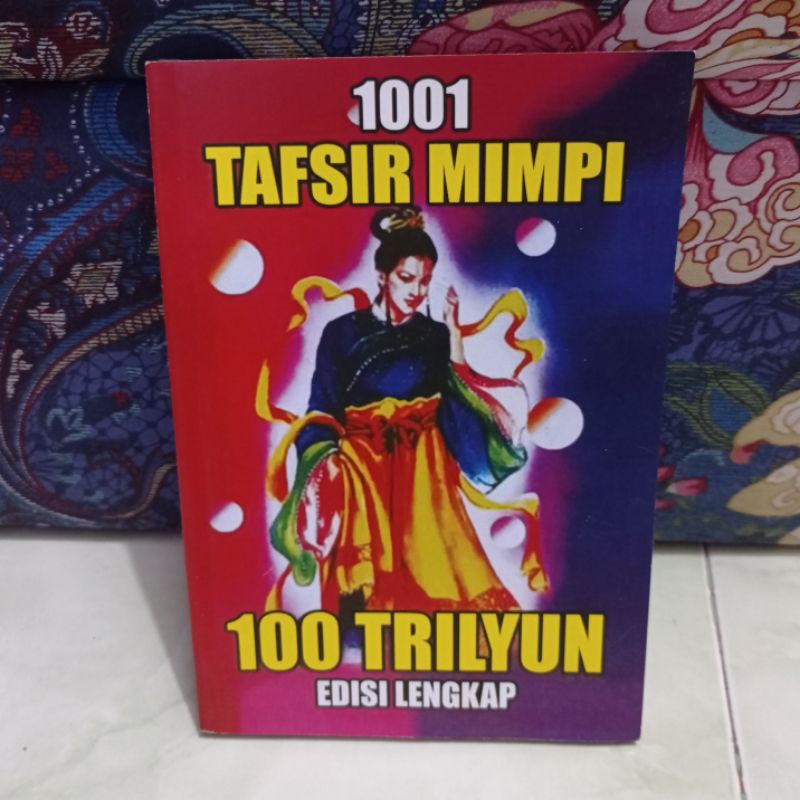 1001
TAFSIR MIMPI
100 TRILYUN
EDISI LENGKAP